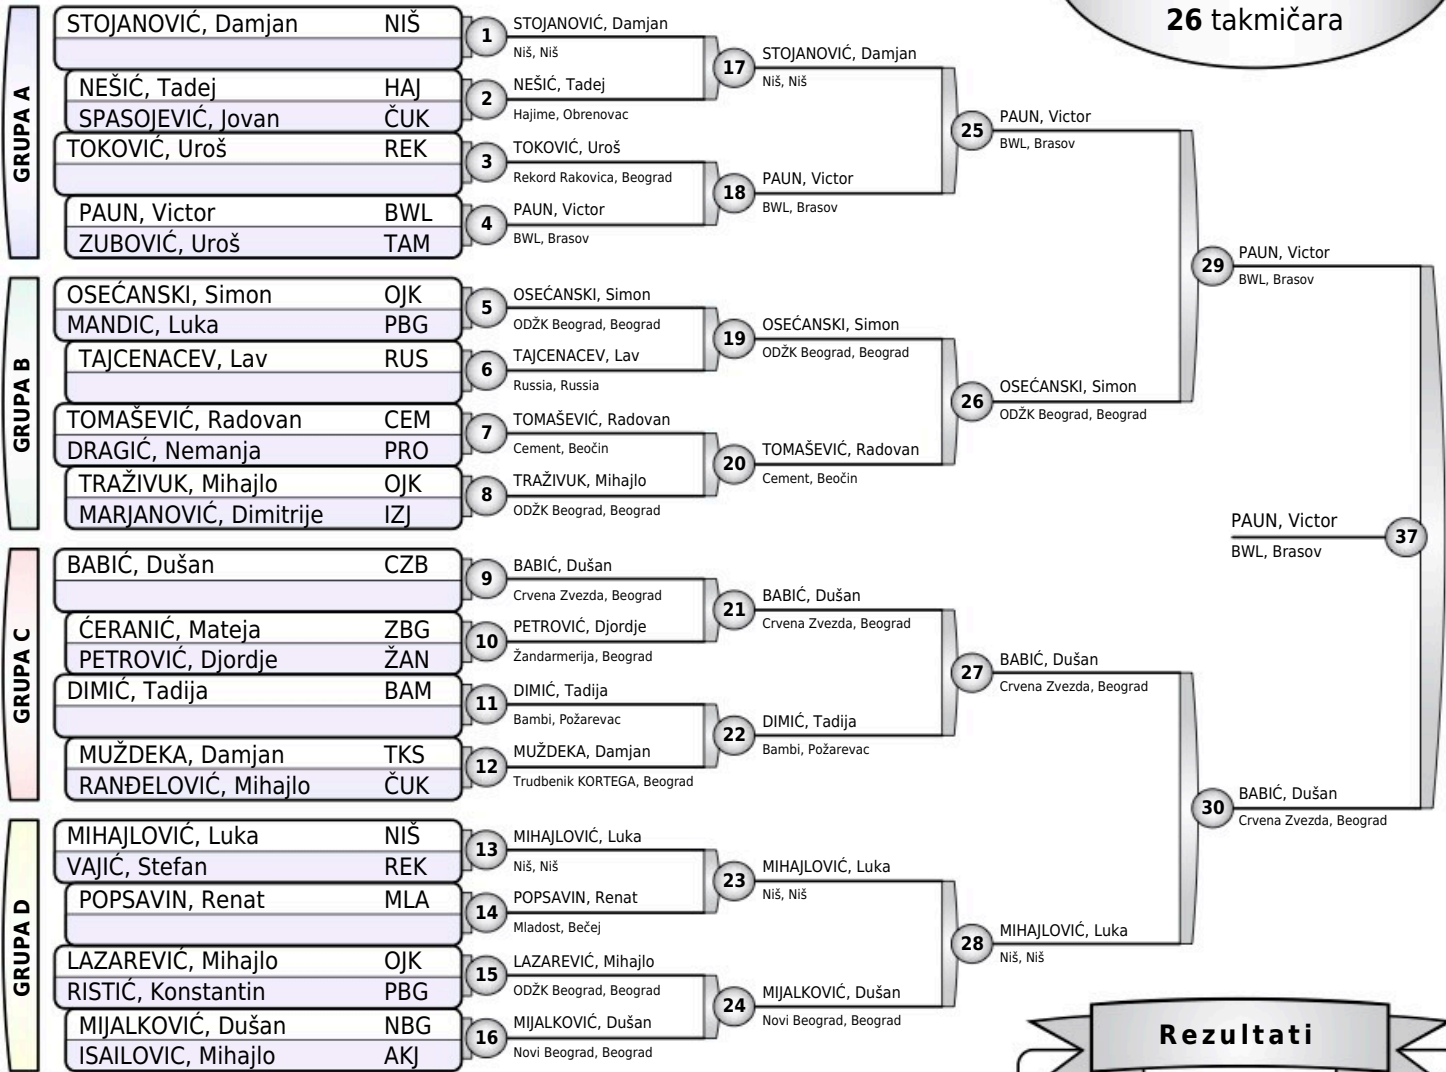 26 takmičara
GRUPA A
STOJANOVIĆ, Damjan NIŠ
NEŠIĆ, Tadej HAJ
SPASOJEVIĆ, Jovan ČUK
TOKOVIĆ, Uroš REK
PAUN, Victor BWL
ZUBOVIĆ, Uroš TAM
GRUPA B
OSEĆANSKI, Simon OJK
MANDIC, Luka PBG
TAJCENACEV, Lav RUS
TOMAŠEVIĆ, Radovan CEM
DRAGIĆ, Nemanja PRO
TRAŽIVUK, Mihajlo OJK
MARJANOVIĆ, Dimitrije IZJ
GRUPA C
BABIĆ, Dušan CZB
ĆERANIĆ, Mateja ZBG
PETROVIĆ, Djordje ŽAN
DIMIĆ, Tadija BAM
MUŽDEKA, Damjan TKS
RANĐELOVIĆ, Mihajlo ČUK
GRUPA D
MIHAJLOVIĆ, Luka NIŠ
VAJIĆ, Stefan REK
POPSAVIN, Renat MLA
LAZAREVIĆ, Mihajlo OJK
RISTIĆ, Konstantin PBG
MIJALKOVIĆ, Dušan NBG
ISAILOVIC, Mihajlo AKJ
1 STOJANOVIĆ, Damjan
Niš, Niš
2 NEŠIĆ, Tadej
Hajime, Obrenovac
3 TOKOVIĆ, Uroš
Rekord Rakovica, Beograd
4 PAUN, Victor
BWL, Brasov
5 OSEĆANSKI, Simon
ODŽK Beograd, Beograd
6 TAJCENACEV, Lav
Russia, Russia
7 TOMAŠEVIĆ, Radovan
Cement, Beočin
8 TRAŽIVUK, Mihajlo
ODŽK Beograd, Beograd
9 BABIĆ, Dušan
Crvena Zvezda, Beograd
10 PETROVIĆ, Djordje
Žandarmerija, Beograd
11 DIMIĆ, Tadija
Bambi, Požarevac
12 MUŽDEKA, Damjan
Trudbenik KORTEGA, Beograd
13 MIHAJLOVIĆ, Luka
Niš, Niš
14 POPSAVIN, Renat
Mladost, Bečej
15 LAZAREVIĆ, Mihajlo
ODŽK Beograd, Beograd
16 MIJALKOVIĆ, Dušan
Novi Beograd, Beograd
17 STOJANOVIĆ, Damjan
Niš, Niš
18 PAUN, Victor
BWL, Brasov
19 OSEĆANSKI, Simon
ODŽK Beograd, Beograd
20 TOMAŠEVIĆ, Radovan
Cement, Beočin
21 BABIĆ, Dušan
Crvena Zvezda, Beograd
22 DIMIĆ, Tadija
Bambi, Požarevac
23 MIHAJLOVIĆ, Luka
Niš, Niš
24 MIJALKOVIĆ, Dušan
Novi Beograd, Beograd
25 PAUN, Victor
BWL, Brasov
26 OSEĆANSKI, Simon
ODŽK Beograd, Beograd
27 BABIĆ, Dušan
Crvena Zvezda, Beograd
28 MIHAJLOVIĆ, Luka
Niš, Niš
29 PAUN, Victor
BWL, Brasov
30 BABIĆ, Dušan
Crvena Zvezda, Beograd
PAUN, Victor 37
BWL, Brasov
Rezultati